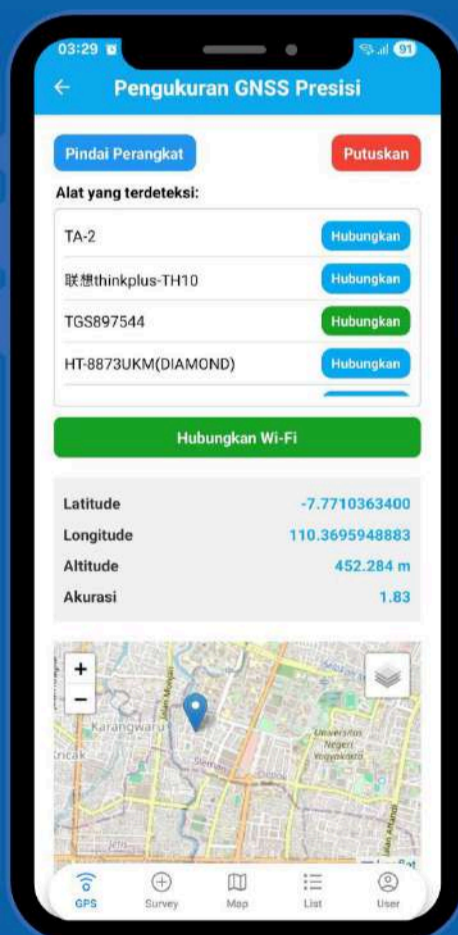 03:29
91
Pengukuran GNSS Presisi
Pindai Perangkat
Putuskan
Alat yang terdeteksi:
TA-2
Hubungkan
联想thinkplus-TH10
Hubungkan
TGS897544
Hubungkan
HT-8873UKM(DIAMOND)
Hubungkan
Hubungkan Wi-Fi
Latitude
-7.7710363400
Longitude
110.3695948883
Altitude
452.284 m
Akurasi
1.83
+
−
Karangwaru
Universitas
Negeri
Yogyakarta
GPS
Survey
Map
List
User